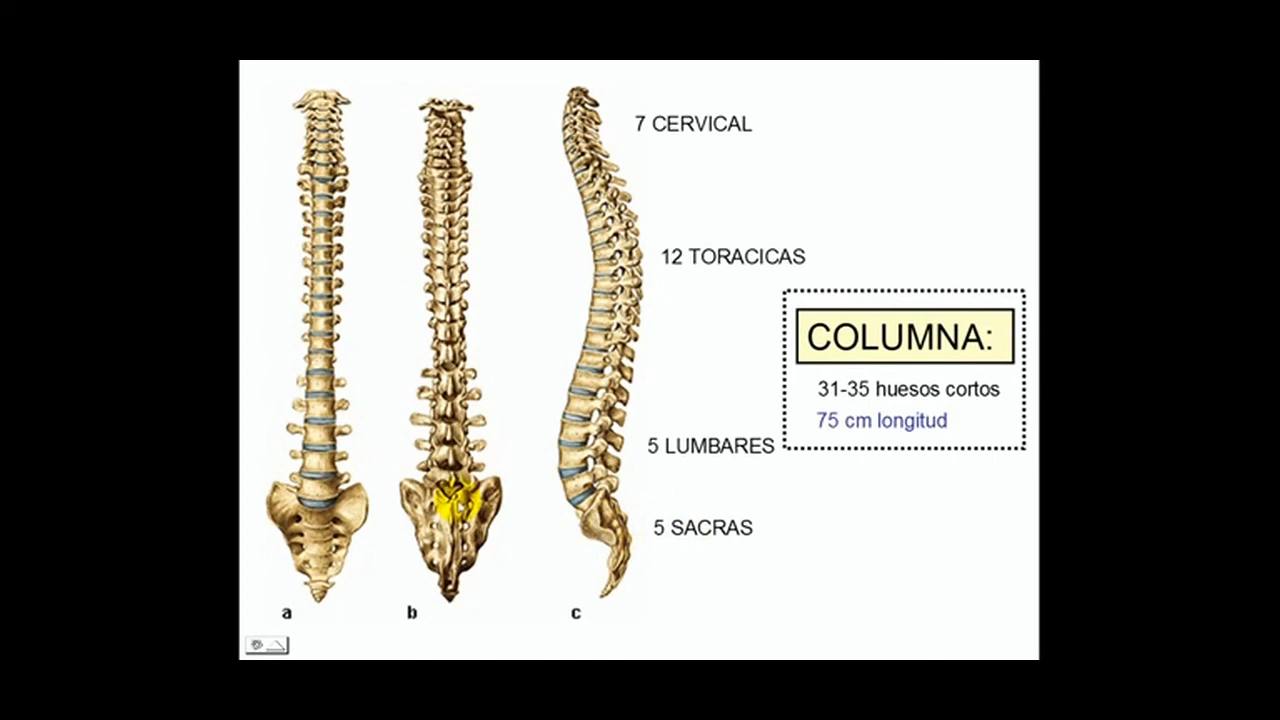 7 CERVICAL
12 TORACICAS
COLUMNA:
31-35 huesos cortos
75 cm longitud
5 LUMBARES
5 SACRAS
a b c